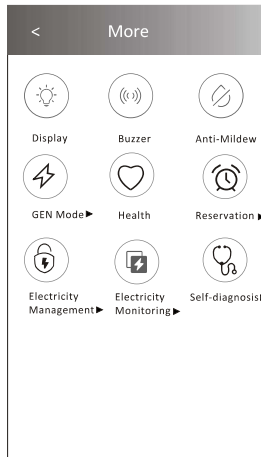 < More
Display Buzzer Anti-Mildew
GEN Mode▶ Health Reservation▶
Electricity Electricity Self-diagnosis
Management▶ Monitoring▶